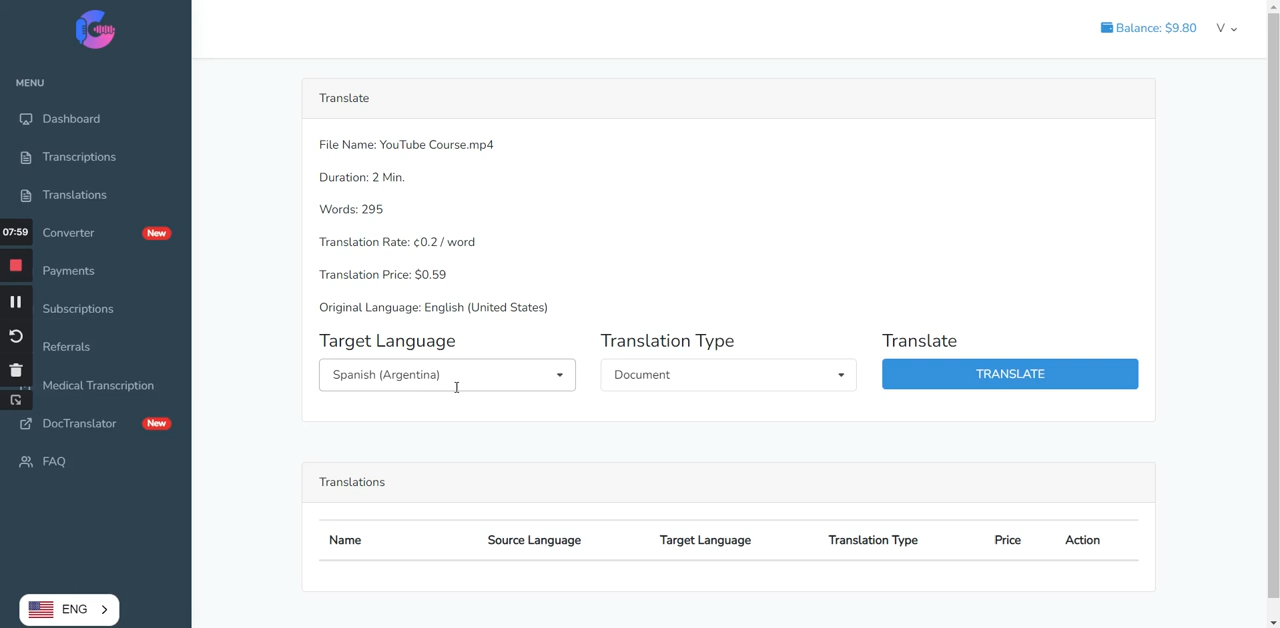 Balance: $9.80 V
MENU
Dashboard
Transcriptions
Translations
07:59
Converter New
Payments
Subscriptions
Referrals
Medical Transcription
DocTranslator New
FAQ
ENG
Translate
File Name: YouTube Course.mp4
Duration: 2 Min.
Words: 295
Translation Rate: ¢0.2 / word
Translation Price: $0.59
Original Language: English (United States)
Target Language Translation Type Translate
Spanish (Argentina) Document TRANSLATE
Translations
Name Source Language Target Language Translation Type Price Action